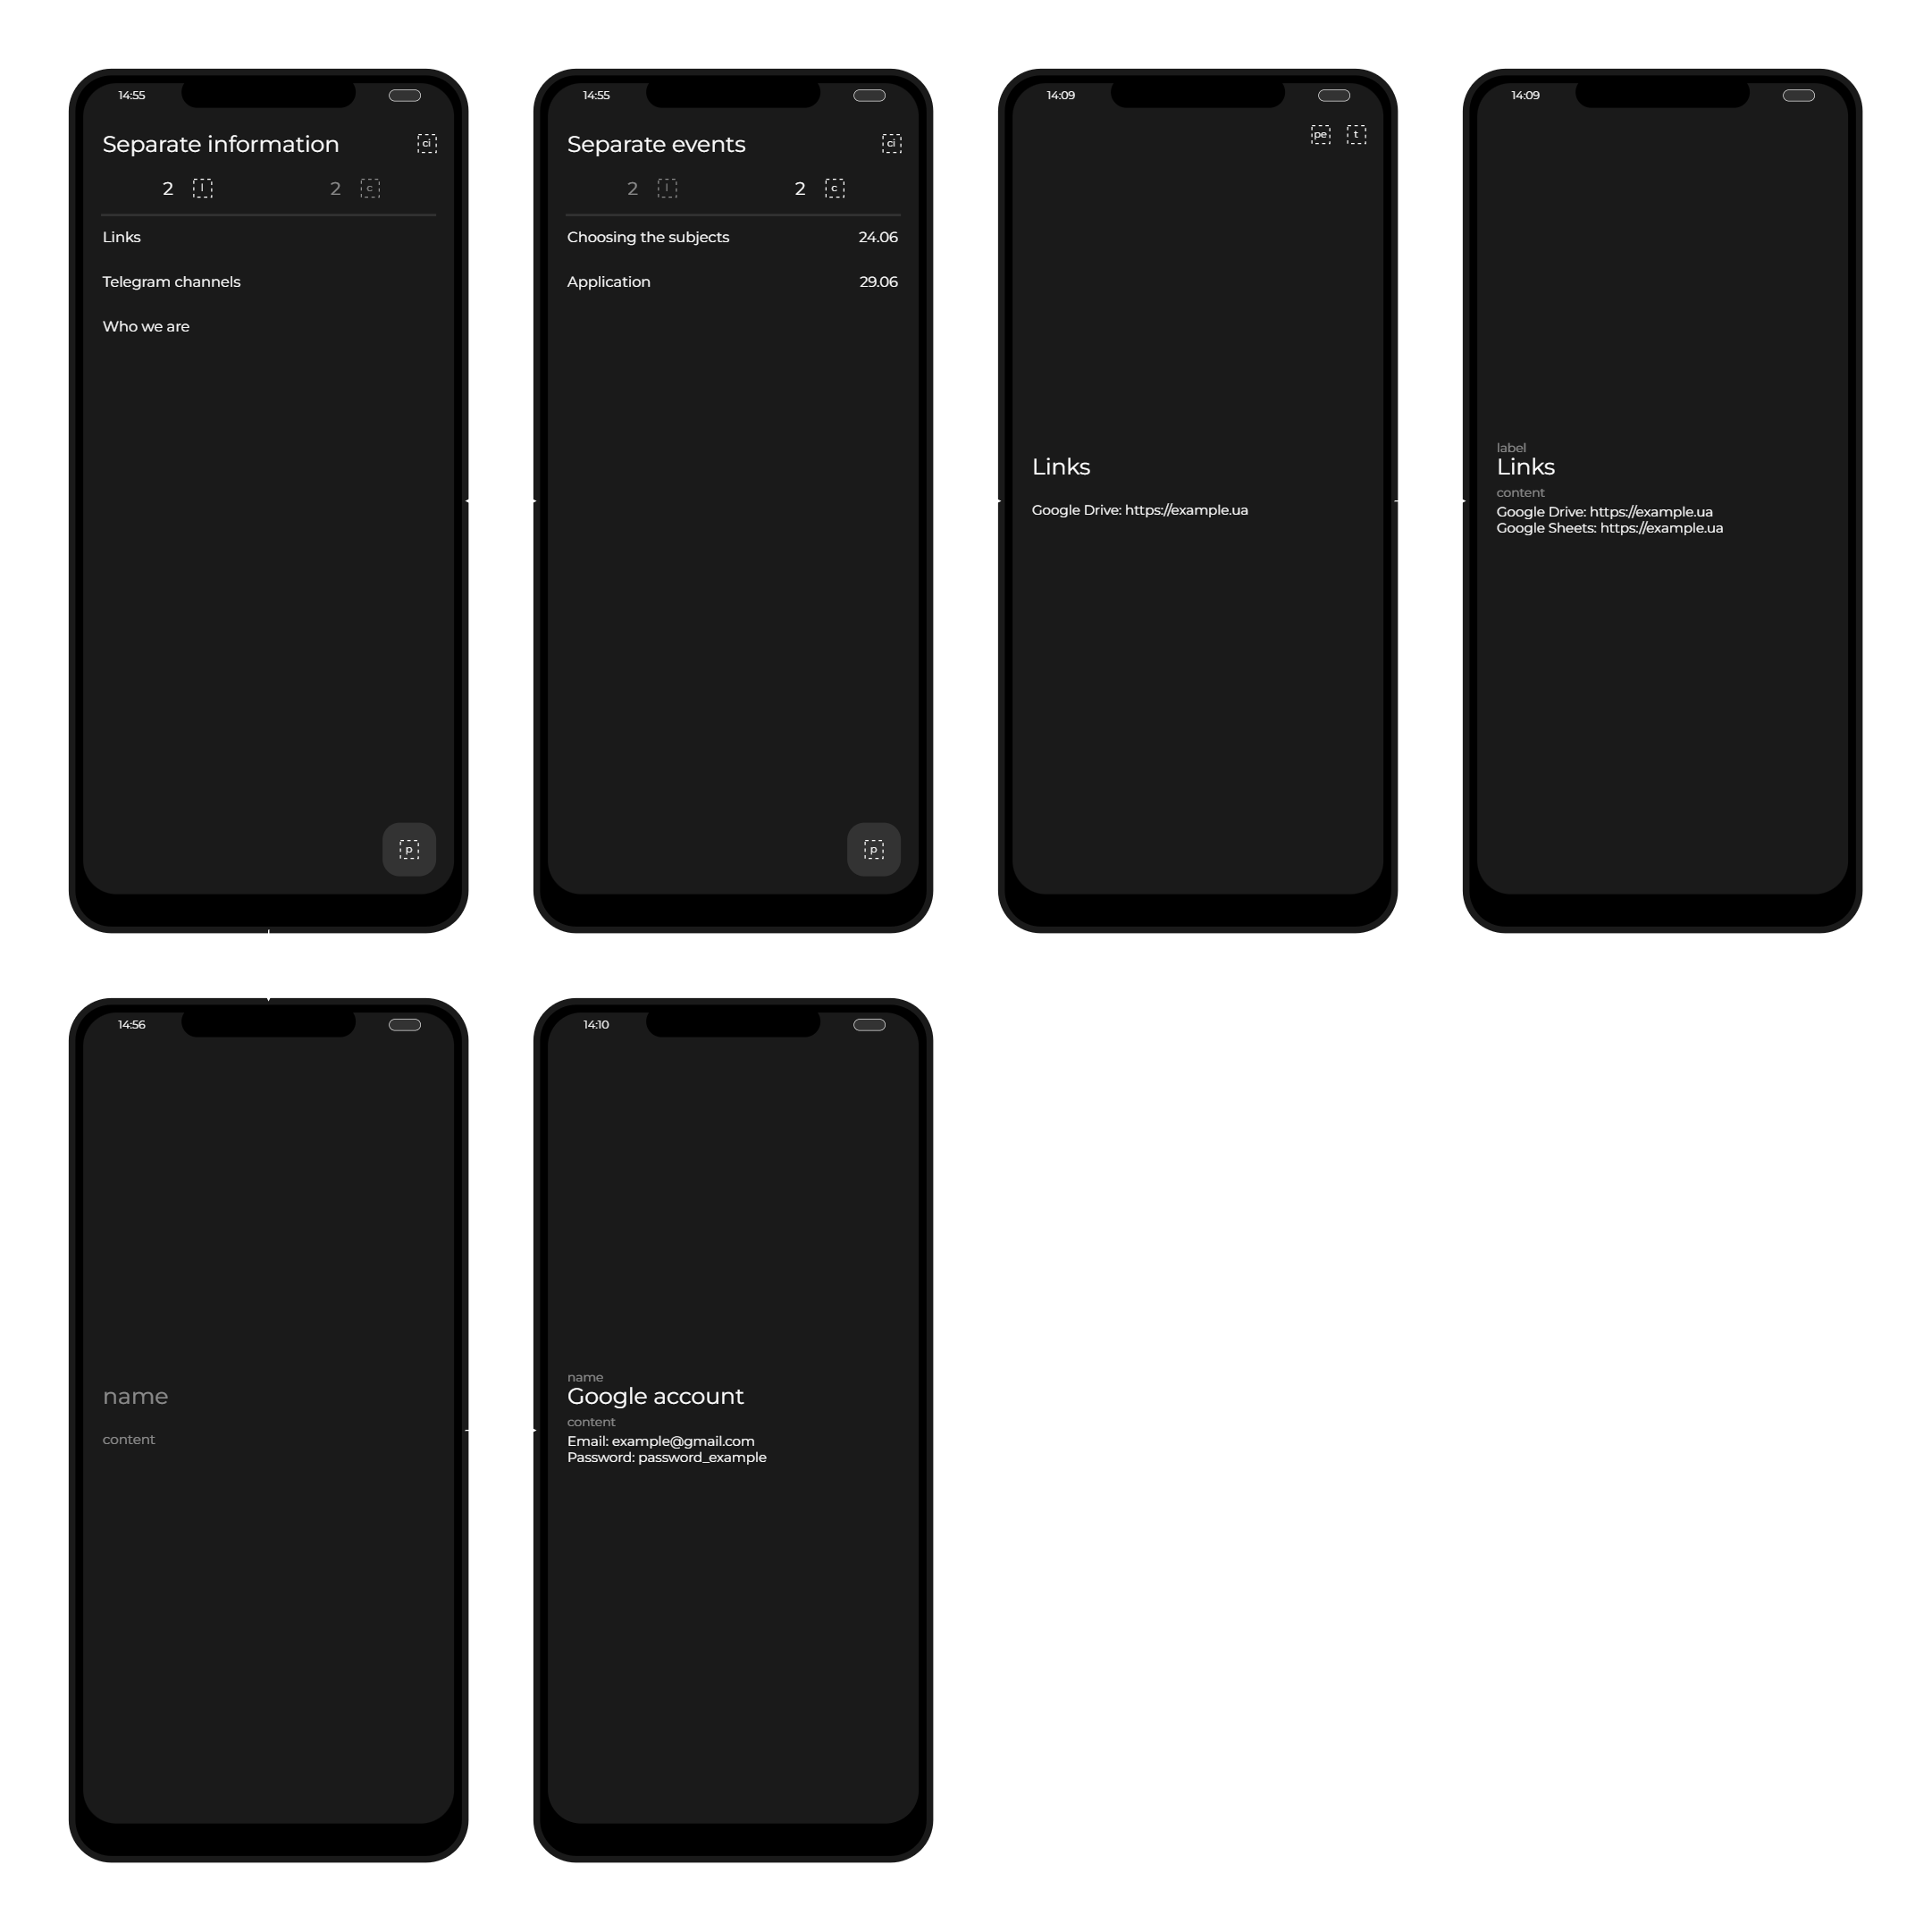 14:55
Separate information
ci
2 l 2 c
Links
Telegram channels
Who we are
p
14:55
Separate events
ci
2 l 2 c
Choosing the subjects 24.06
Application 29.06
p
14:09
pe t
Links
Google Drive: https://example.ua
14:09
label
Links
content
Google Drive: https://example.ua
Google Sheets: https://example.ua
14:56
name
content
14:10
name
Google account
content
Email: example@gmail.com
Password: password_example